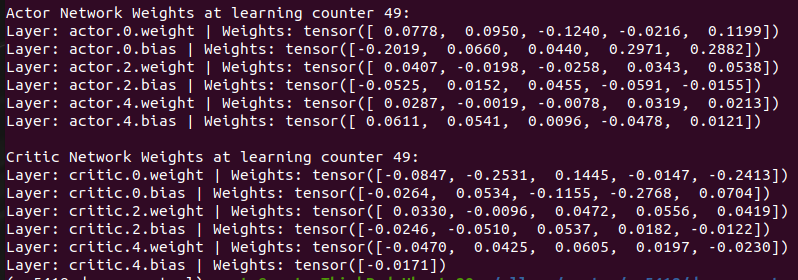 Actor Network Weights at learning counter 49:
Layer: actor.0.weight | Weights: tensor([ 0.0778,  0.0950, -0.1240, -0.0216,  0.1199])
Layer: actor.0.bias | Weights: tensor([-0.2019,  0.0660,  0.0440,  0.2971,  0.2882])
Layer: actor.2.weight | Weights: tensor([ 0.0407, -0.0198, -0.0258,  0.0343,  0.0538])
Layer: actor.2.bias | Weights: tensor([-0.0525,  0.0152,  0.0455, -0.0591, -0.0155])
Layer: actor.4.weight | Weights: tensor([ 0.0287, -0.0019, -0.0078,  0.0319,  0.0213])
Layer: actor.4.bias | Weights: tensor([ 0.0611,  0.0541,  0.0096, -0.0478,  0.0121])
Critic Network Weights at learning counter 49:
Layer: critic.0.weight | Weights: tensor([-0.0847, -0.2531,  0.1445, -0.0147, -0.2413])
Layer: critic.0.bias | Weights: tensor([-0.0264,  0.0534, -0.1155, -0.2768,  0.0704])
Layer: critic.2.weight | Weights: tensor([ 0.0330, -0.0096,  0.0472,  0.0556,  0.0419])
Layer: critic.2.bias | Weights: tensor([-0.0246, -0.0510,  0.0537,  0.0182, -0.0122])
Layer: critic.4.weight | Weights: tensor([-0.0470,  0.0425,  0.0605,  0.0197, -0.0230])
Layer: critic.4.bias | Weights: tensor([-0.0171])